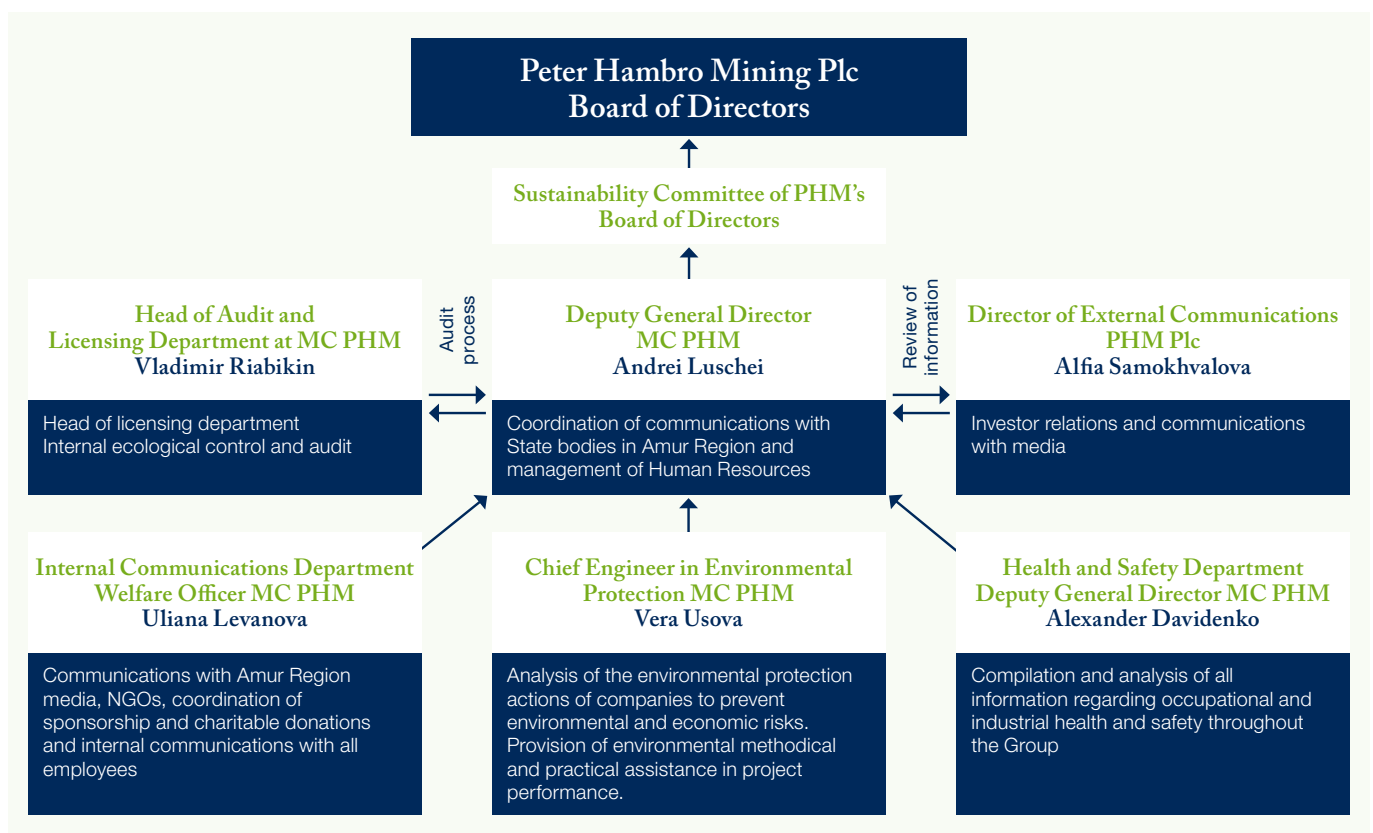 Peter Hambro Mining Plc
Board of Directors
Sustainability Committee of PHM's
Board of Directors
Head of Audit and
Licensing Department at MC PHM
Vladimir Riabikin
Head of licensing department
Internal ecological control and audit
Audit
process
Deputy General Director
MC PHM
Andrei Luschei
Coordination of communications with
State bodies in Amur Region and
management of Human Resources
Review of
information
Director of External Communications
PHM Plc
Alfia Samokhvalova
Investor relations and communications
with media
Internal Communications Department
Welfare Officer MC PHM
Uliana Levanova
Communications with Amur Region
media, NGOs, coordination of
sponsorship and charitable donations
and internal communications with all
employees
Chief Engineer in Environmental
Protection MC PHM
Vera Usova
Analysis of the environmental protection
actions of companies to prevent
environmental and economic risks.
Provision of environmental methodical
and practical assistance in project
performance.
Health and Safety Department
Deputy General Director MC PHM
Alexander Davidenko
Compilation and analysis of all
information regarding occupational and
industrial health and safety throughout
the Group